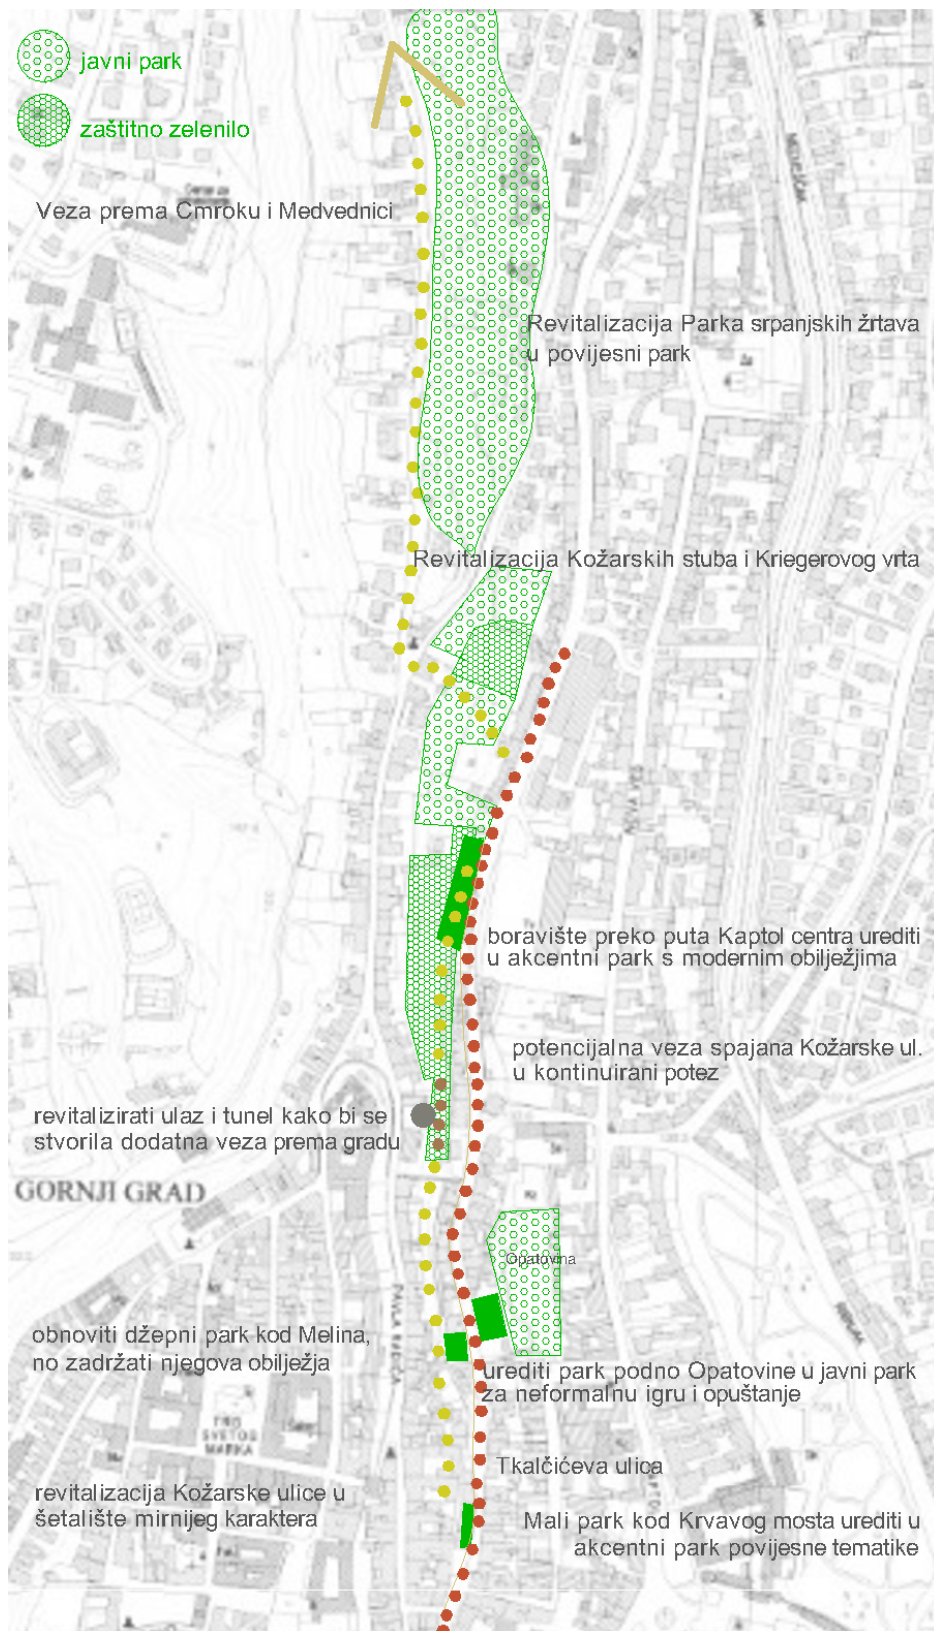 javni park
zaštitno zelenilo
Veza prema Cmroku i Medvednici
Revitalizacija Parka srpanjskih žrtava
u povijesni park
Revitalizacija Kožarskih stuba i Kriegerovog vrta
boravište preko puta Kaptol centra urediti
u akcentni park s modernim obilježjima
potencijalna veza spajana Kožarske ul.
u kontinuirani potez
revitalizirati ulaz i tunel kako bi se
stvorila dodatna veza prema gradu
GORNJI GRAD
Opatovina
obnoviti džepni park kod Melina,
no zadržati njegova obilježja
urediti park podno Opatovine u javni park
za neformalnu igru i opuštanje
TRG
SVETOG
MARKA
Tkalčićeva ulica
revitalizacija Kožarske ulice u
šetalište mirnijeg karaktera
Mali park kod Krvavog mosta urediti u
akcentni park povijesne tematike